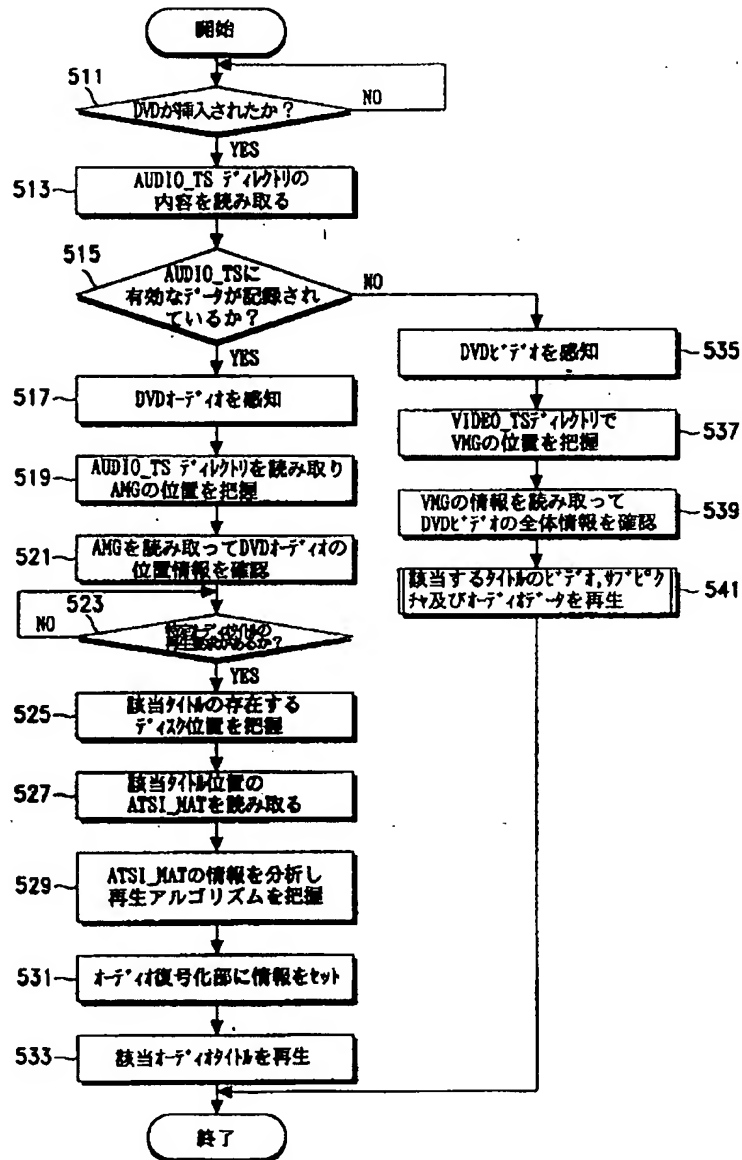 開始
511
DVDが挿入されたか?
NO
YES
513
AUDIO_TS ディレクトリの
内容を読み取る
515
AUDIO_TSに
有効なデータが記録され
ているか?
NO
YES
517
DVDオーディオを感知
519
AUDIO_TS ディレクトリを読み取り
AMGの位置を把握
521
AMGを読み取ってDVDオーディオの
位置情報を確認
523
NO
再生要求があるか?
YES
525
該当タイトルの存在する
ディスク位置を把握
527
該当タイトル位置の
ATSI_MATを読み取る
529
ATSI_MATの情報を分析し
再生アルゴリズムを把握
531
オーディオ復号化部に情報をセット
533
該当オーディオタイトルを再生
DVDビデオを感知
535
VIDEO_TSディレクトリで
VMGの位置を把握
537
VMGの情報を読み取って
DVDビデオの全体情報を確認
539
該当するタイトルのビデオ,サブピク
チャ及びオーディオデータを再生
541
終了